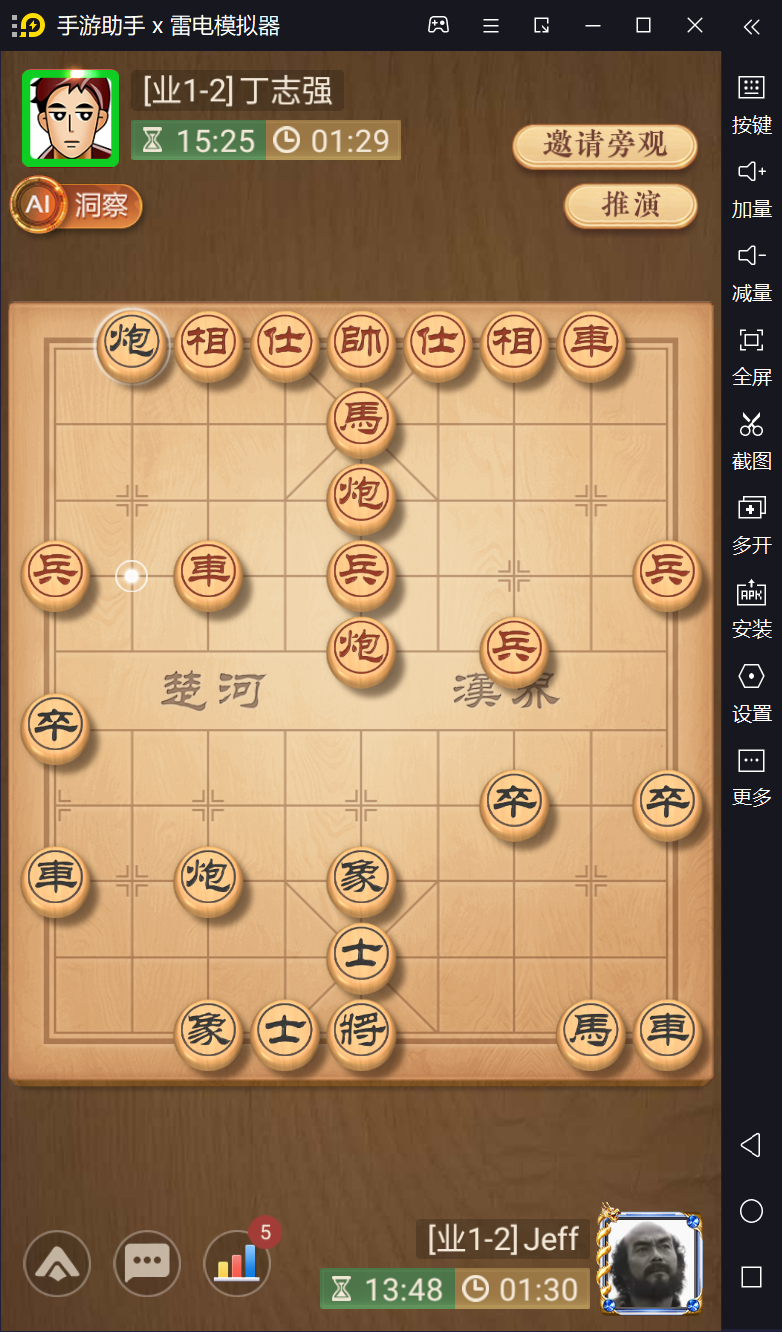 手游助手 x 雷电模拟器
[业1-2]丁志强
15:25 01:29
邀请旁观
AI 洞察
推演
炮 相 仕 帥 仕 相 車
馬
炮
兵 車 兵 兵
炮 兵
楚河 漢界
卒
卒 卒
車 炮 象
士
象 士 將 馬 車
5
[业1-2]Jeff
13:48 01:30
按键
加量
减量
全屏
截图
多开
APK
安装
设置
更多